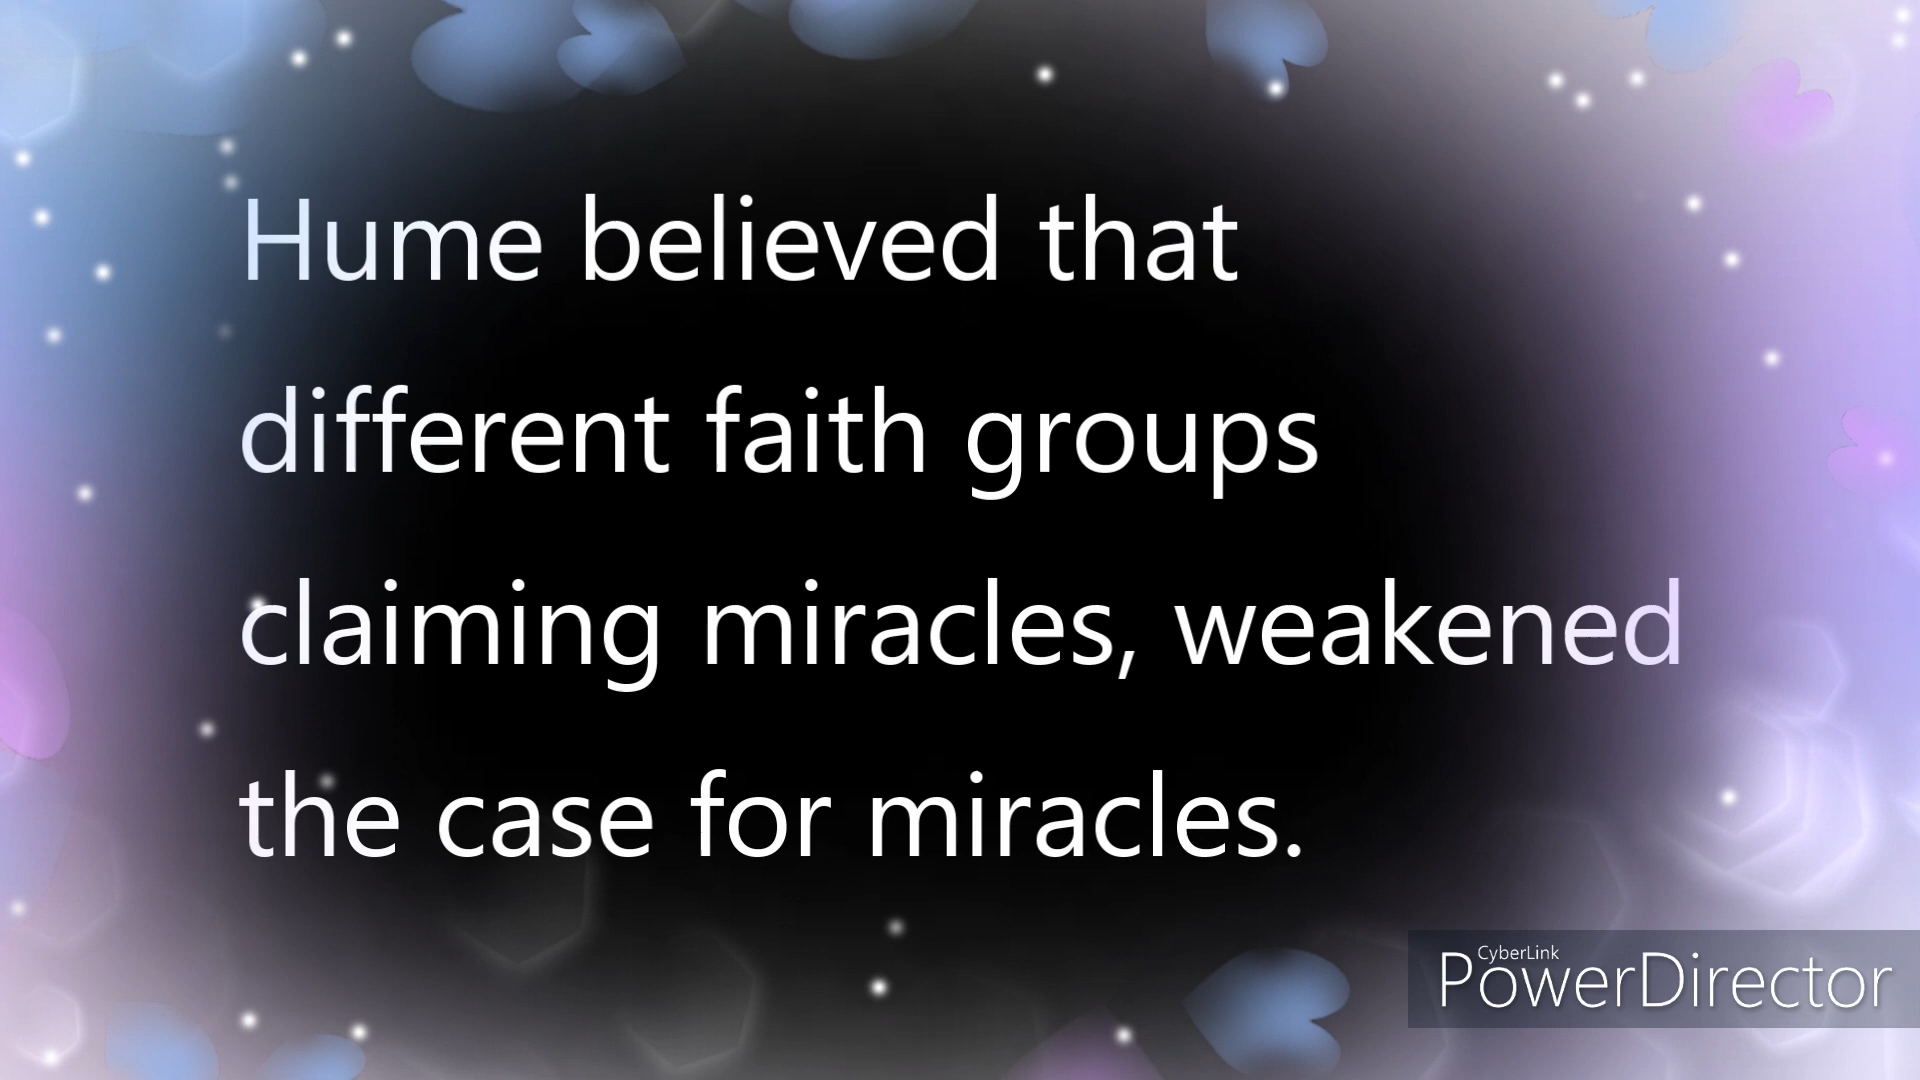 Hume believed that
different faith groups
claiming miracles, weakened
the case for miracles.
CyberLink
PowerDirector